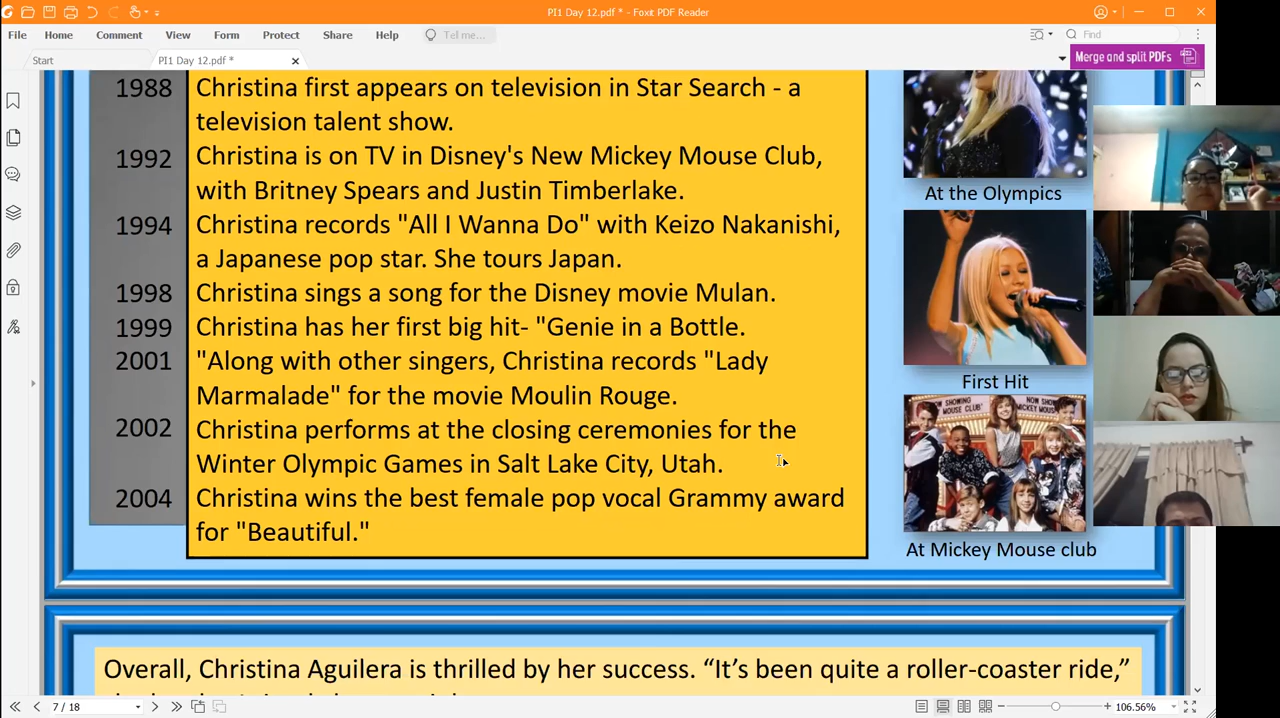 PI1 Day 12.pdf * - Foxit PDF Reader
File Home Comment View Form Protect Share Help Tell me... Find
Start PI1 Day 12.pdf * Merge and split PDFs
1988 Christina first appears on television in Star Search - a
television talent show.
1992 Christina is on TV in Disney's New Mickey Mouse Club,
with Britney Spears and Justin Timberlake.
1994 Christina records "All I Wanna Do" with Keizo Nakanishi,
a Japanese pop star. She tours Japan.
1998 Christina sings a song for the Disney movie Mulan.
1999 Christina has her first big hit- "Genie in a Bottle.
2001 "Along with other singers, Christina records "Lady
Marmalade" for the movie Moulin Rouge.
2002 Christina performs at the closing ceremonies for the
Winter Olympic Games in Salt Lake City, Utah.
2004 Christina wins the best female pop vocal Grammy award
for "Beautiful."
At the Olympics
First Hit
NOW SHOWING
MOUSE CLUB
At Mickey Mouse club
Overall, Christina Aguilera is thrilled by her success. “It’s been quite a roller-coaster ride,”
7 / 18 106.56%